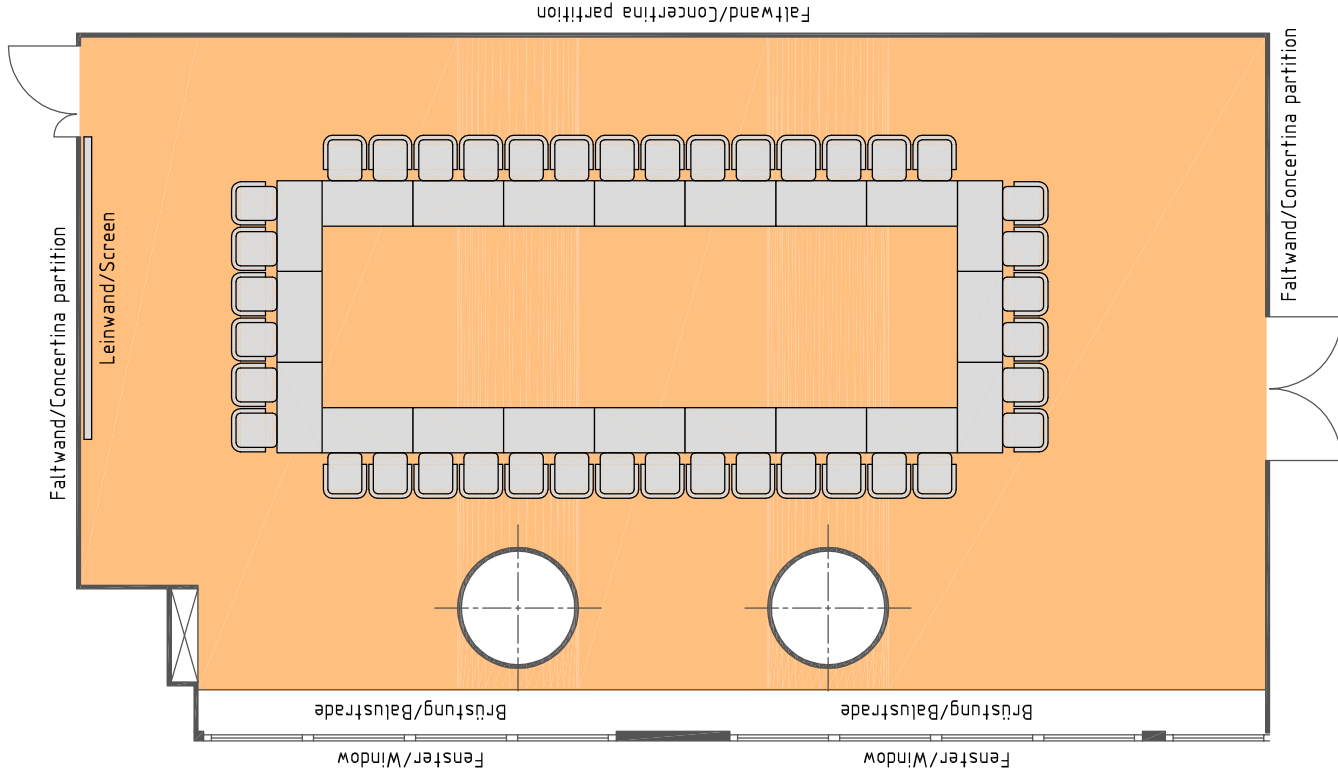 Faltwand/Concertina partition
Faltwand/Concertina partition
Leinwand/Screen
Faltwand/Concertina partition
Brüstung/Balustrade
Brüstung/Balustrade
Fenster/Window
Fenster/Window